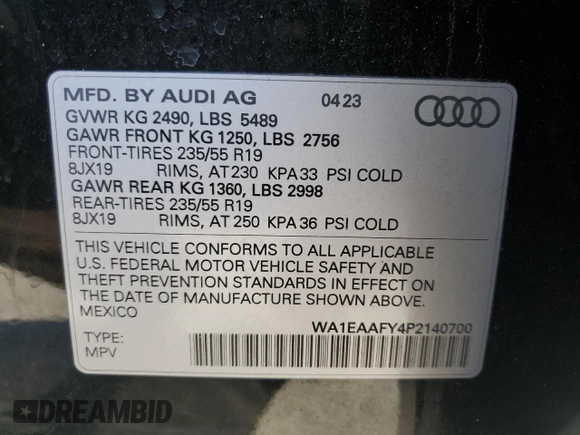 MFD. BY AUDI AG 04 23
GVWR KG 2490, LBS 5489
GAWR FRONT KG 1250, LBS 2756
FRONT-TIRES 235/55 R19
8JX19 RIMS, AT 230 KPA 33 PSI COLD
GAWR REAR KG 1360, LBS 2998
REAR-TIRES 235/55 R19
8JX19 RIMS, AT 250 KPA 36 PSI COLD
THIS VEHICLE CONFORMS TO ALL APPLICABLE
U.S. FEDERAL MOTOR VEHICLE SAFETY AND
THEFT PREVENTION STANDARDS IN EFFECT ON
THE DATE OF MANUFACTURE SHOWN ABOVE.
MEXICO
WA1EAAFY4P2140700
TYPE:
MPV
DREAMBID